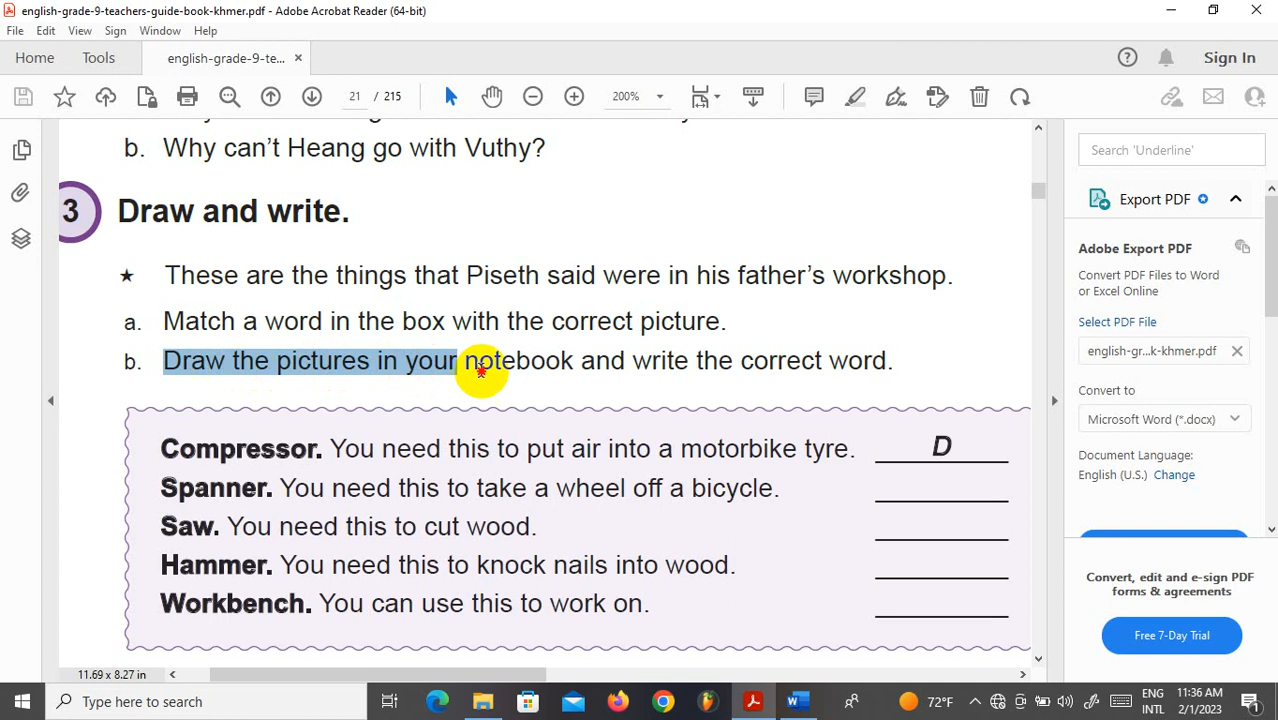 english-grade-9-teachers-guide-book-khmer.pdf - Adobe Acrobat Reader (64-bit)
File Edit View Sign Window Help
Home Tools english-grade-9-te... × Sign In
21 / 215 200%
Search 'Underline'
b. Why can't Heang go with Vuthy?
3 Draw and write.
★ These are the things that Piseth said were in his father's workshop.
a. Match a word in the box with the correct picture.
b. Draw the pictures in your notebook and write the correct word.
Compressor. You need this to put air into a motorbike tyre. D
Spanner. You need this to take a wheel off a bicycle.
Saw. You need this to cut wood.
Hammer. You need this to knock nails into wood.
Workbench. You can use this to work on.
11.69 x 8.27 in
Export PDF
Adobe Export PDF
Convert PDF Files to Word
or Excel Online
Select PDF File
english-gr...k-khmer.pdf ×
Convert to
Microsoft Word (*.docx)
Document Language:
English (U.S.) Change
Convert, edit and e-sign PDF
forms & agreements
Free 7-Day Trial
Type here to search
72°F
ENG
INTL
11:36 AM
2/1/2023
1